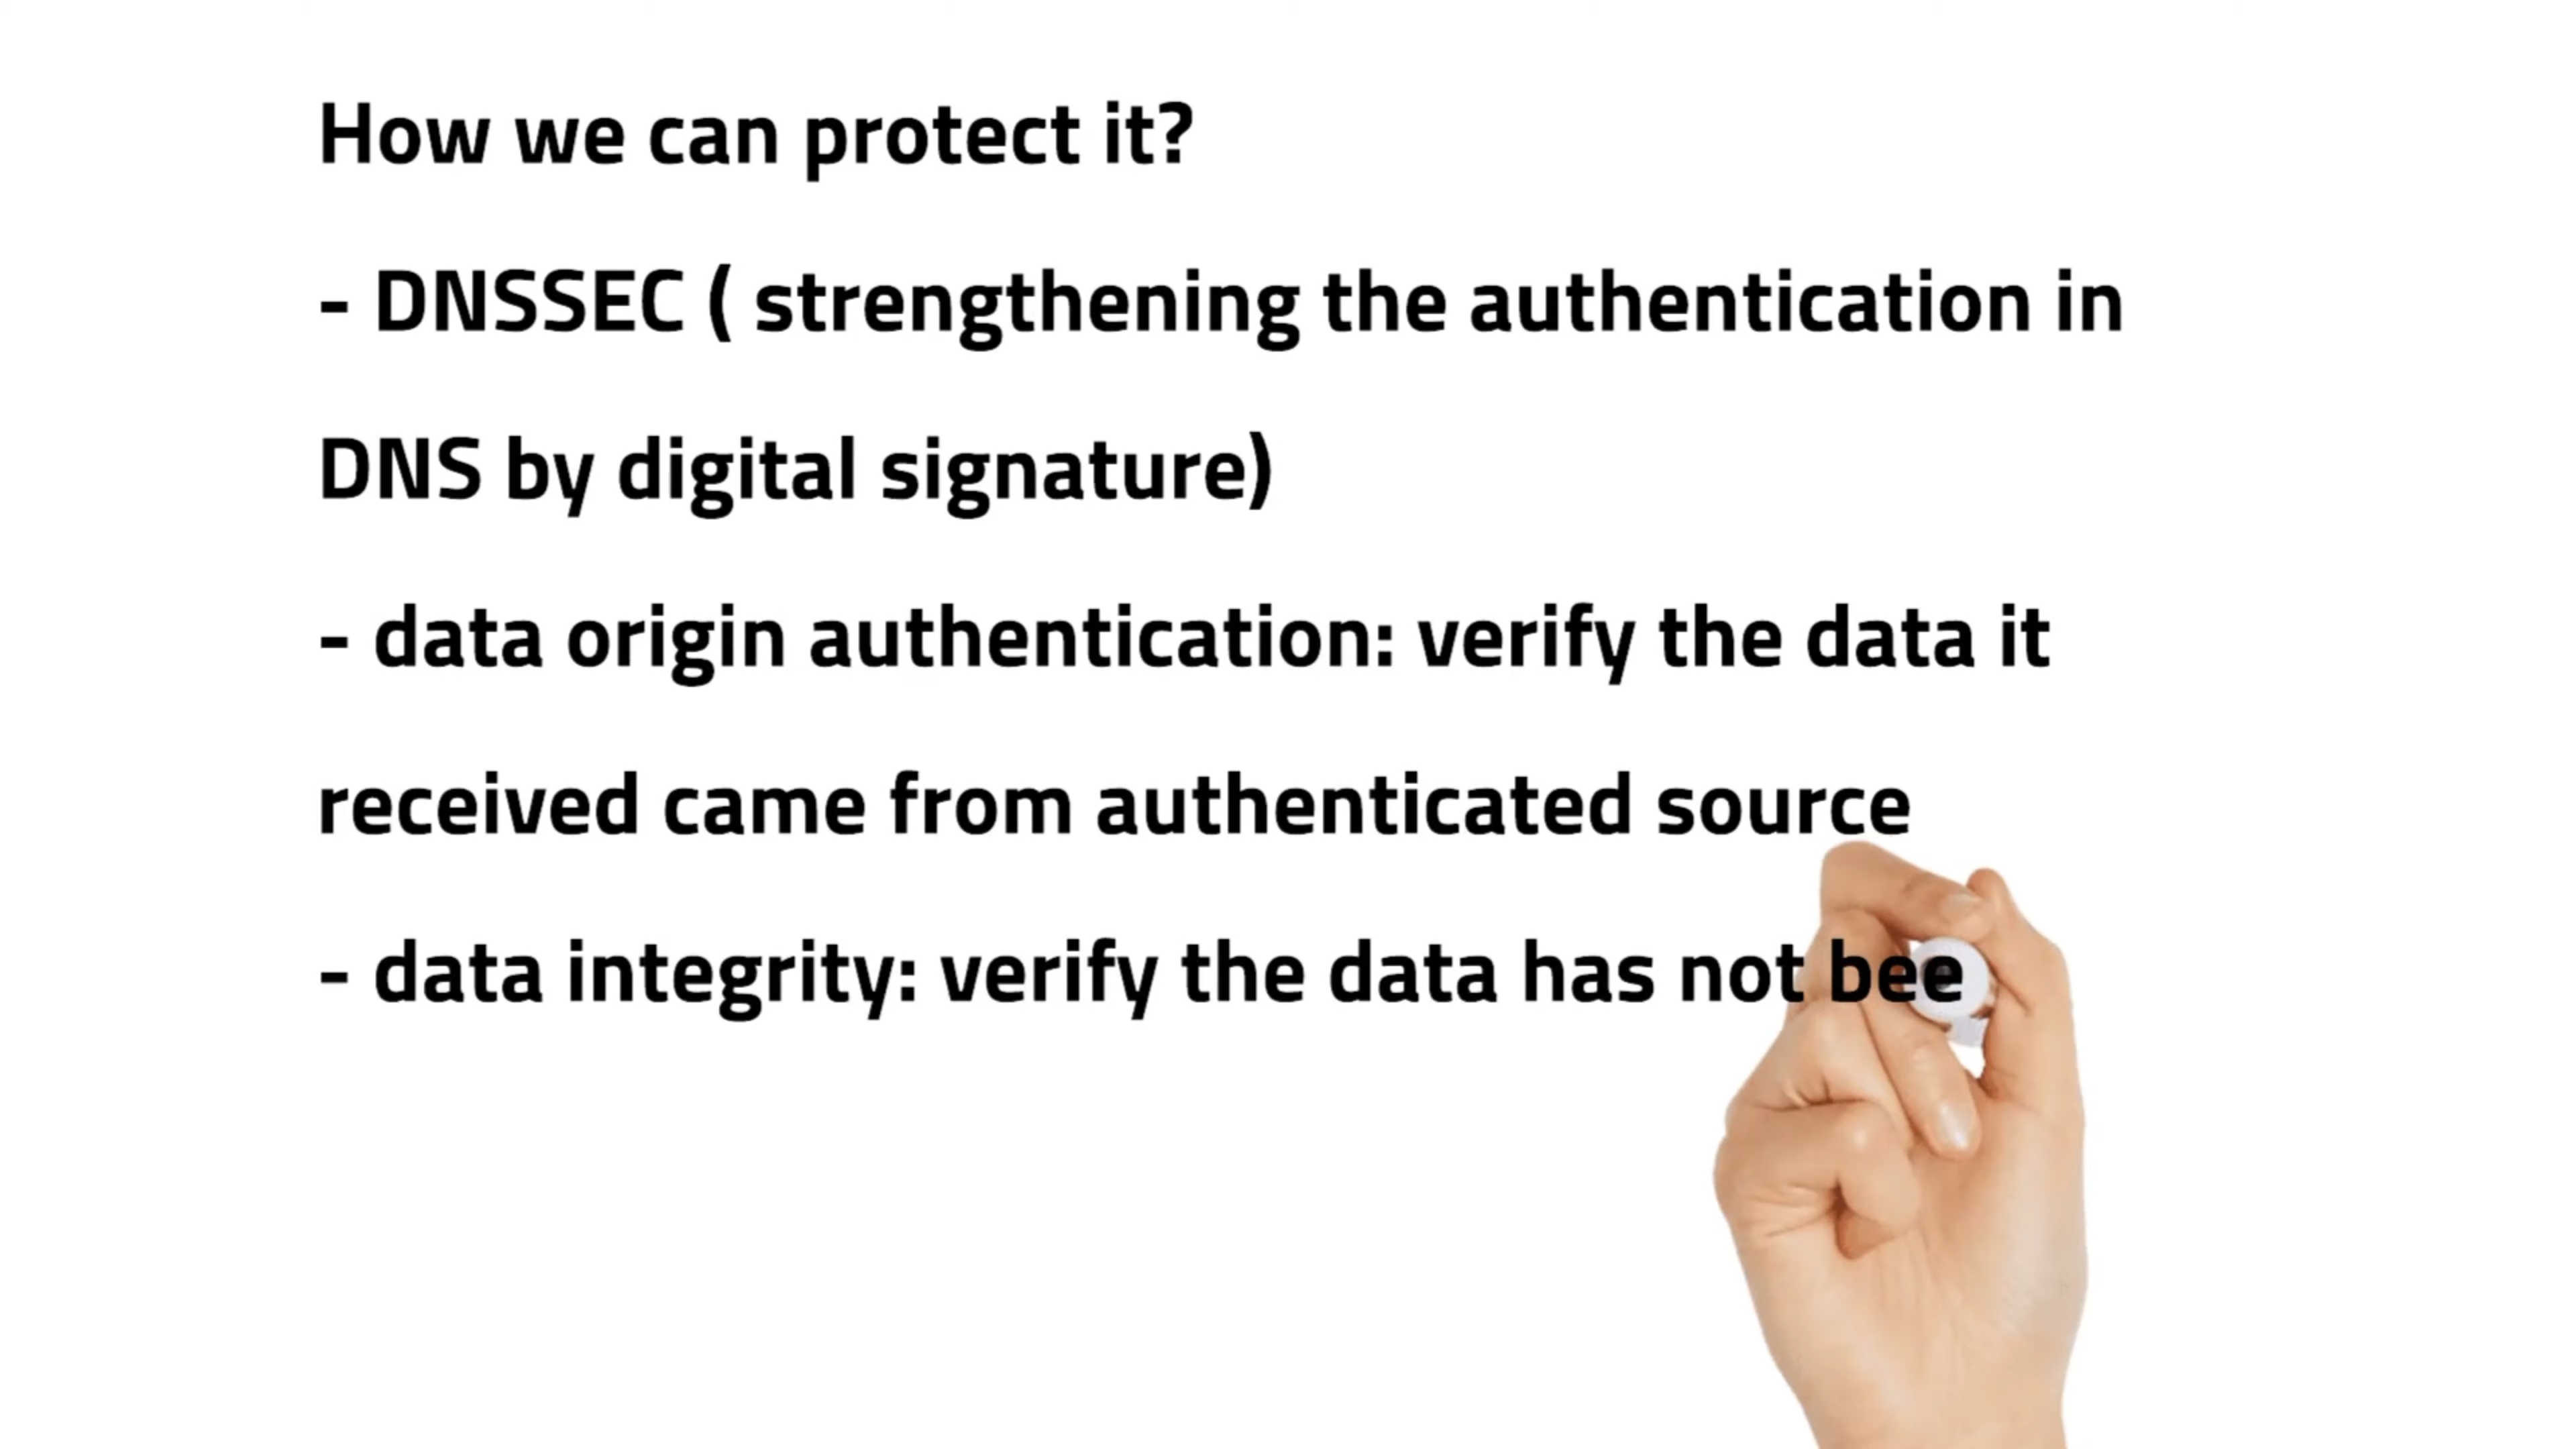 How we can protect it?
- DNSSEC ( strengthening the authentication in
DNS by digital signature)
- data origin authentication: verify the data it
received came from authenticated source
- data integrity: verify the data has not bee